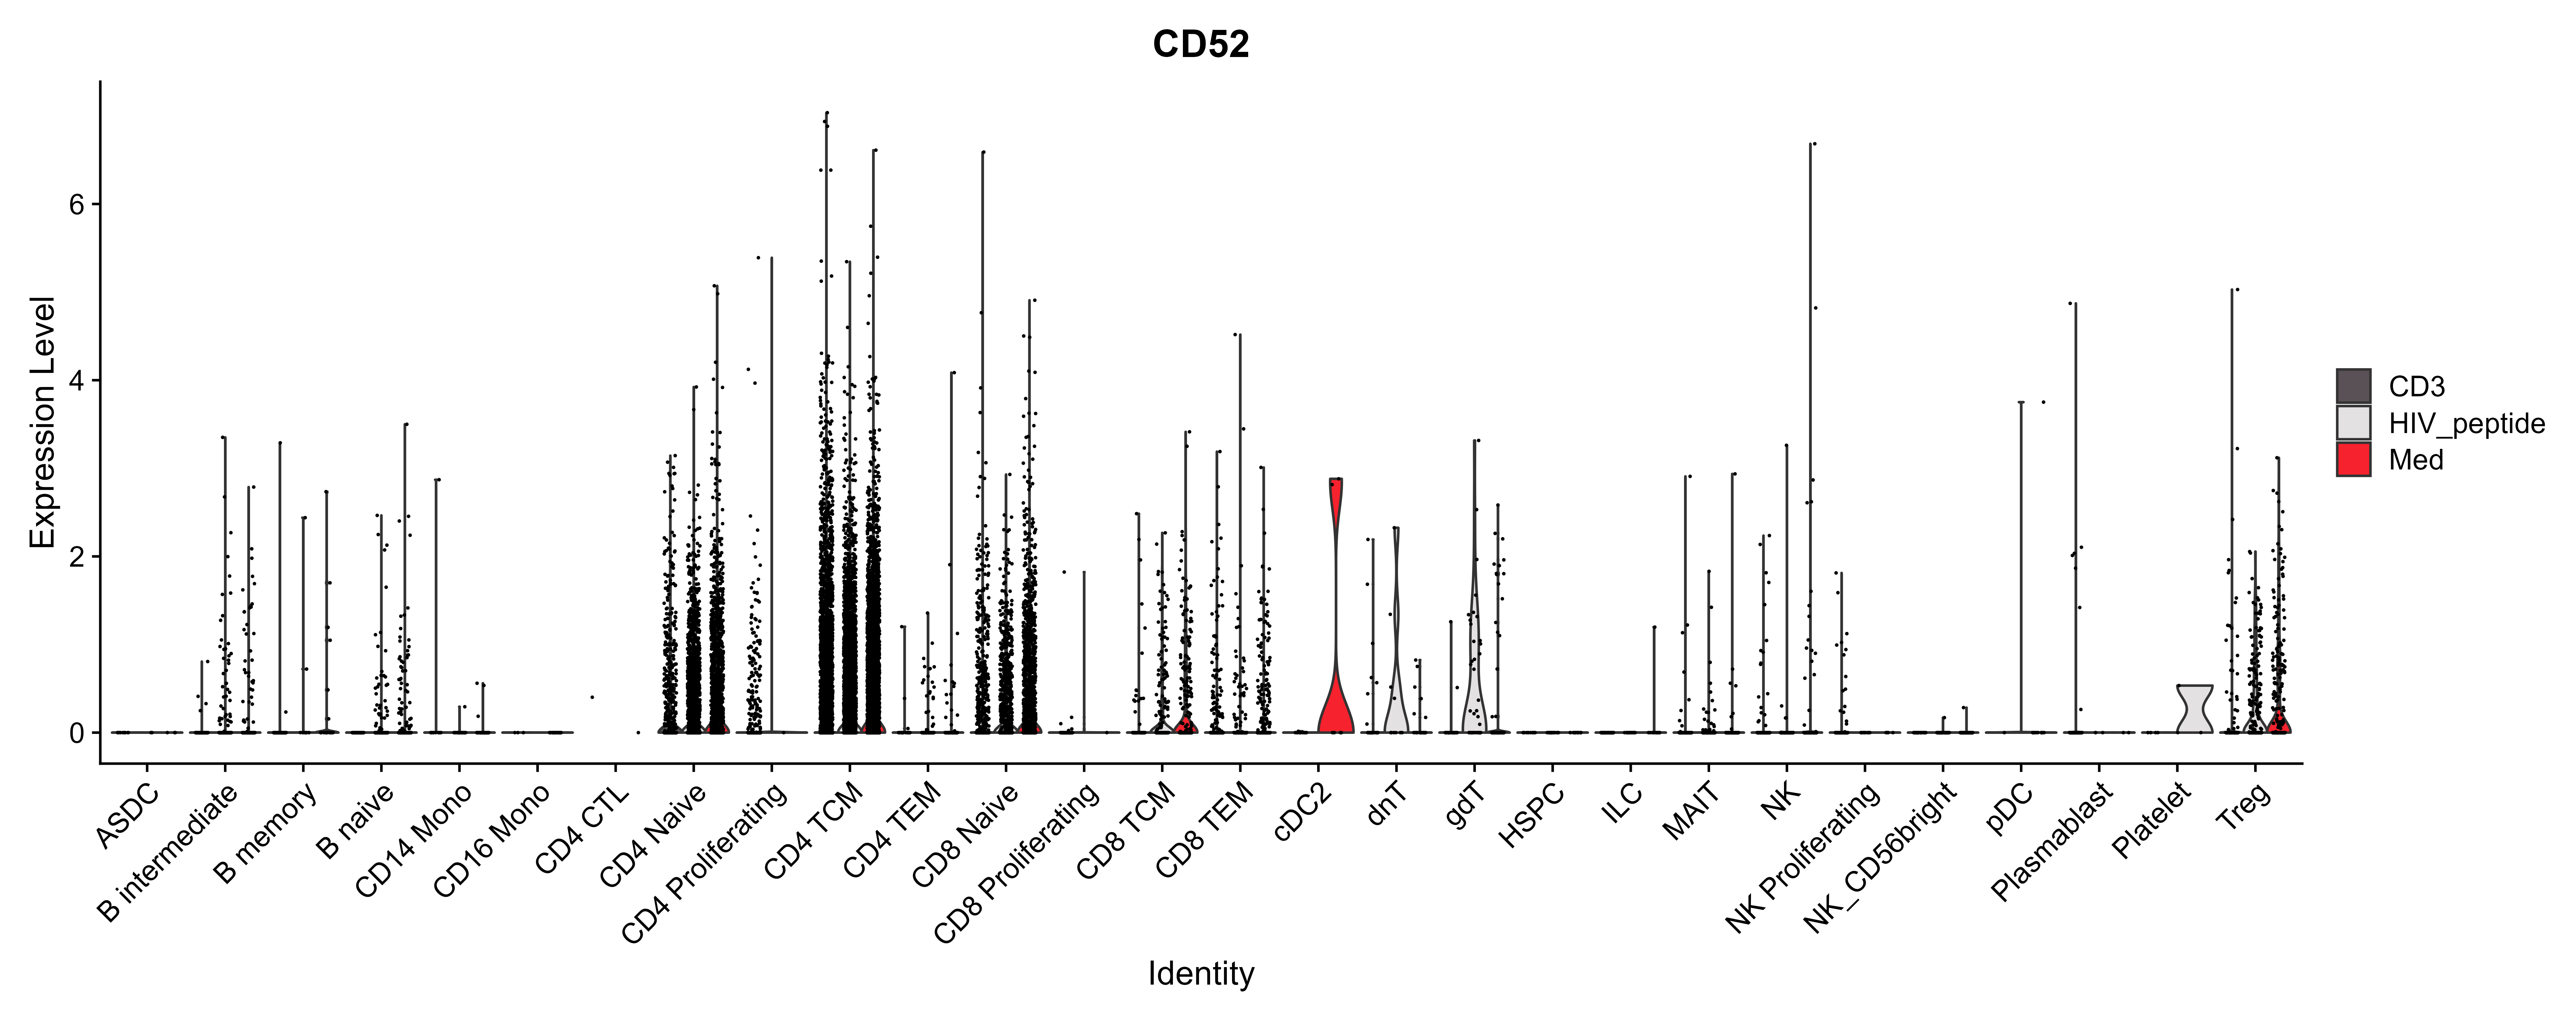 CD52
Expression Level
6
4
2
0
ASDC
B intermediate
B memory
B naive
CD14 Mono
CD16 Mono
CD4 CTL
CD4 Naive
CD4 Proliferating
CD4 TCM
CD4 TEM
CD8 Naive
CD8 Proliferating
CD8 TCM
CD8 TEM
cDC2
dnT
gdT
HSPC
ILC
MAIT
NK
NK Proliferating
NK_CD56bright
pDC
Plasmablast
Platelet
Treg
Identity
CD3
HIV_peptide
Med